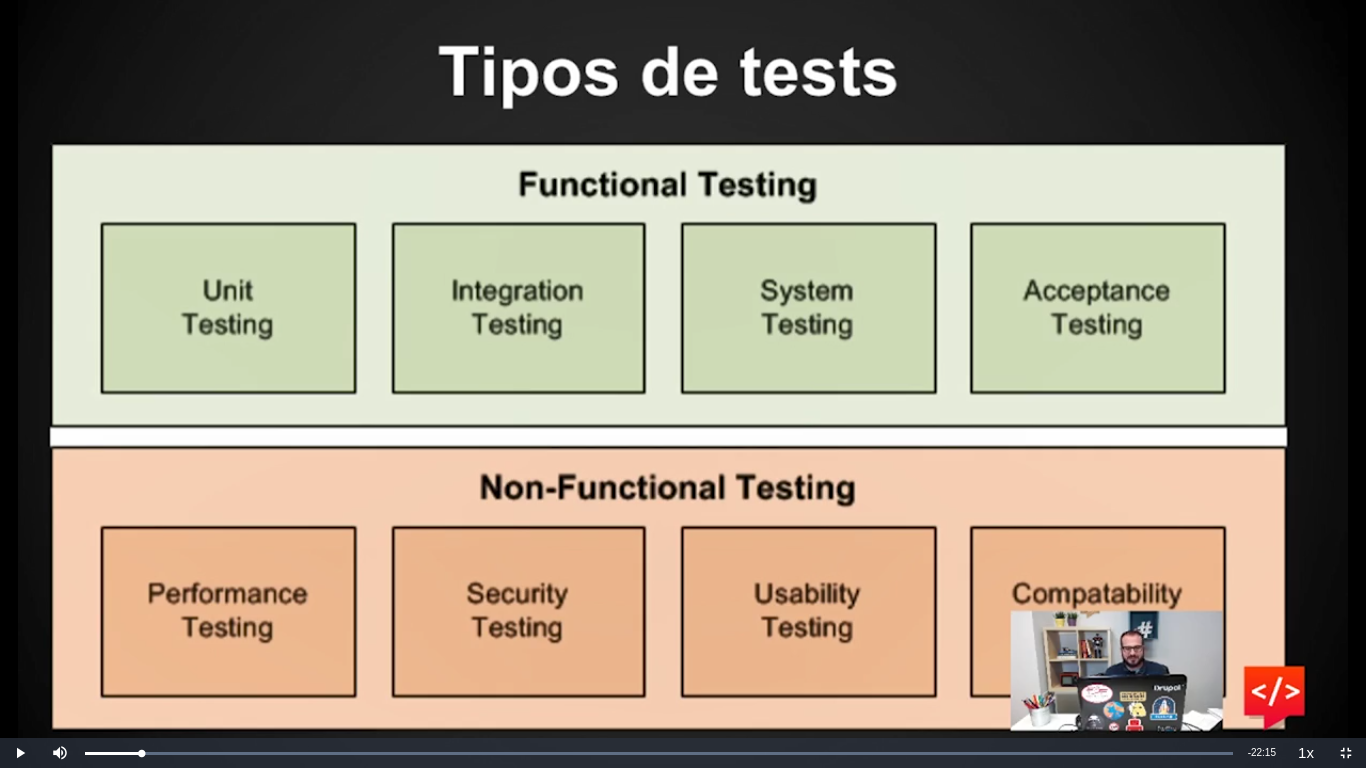 Tipos de tests
Functional Testing
Unit
Testing
Integration
Testing
System
Testing
Acceptance
Testing
Non-Functional Testing
Performance
Testing
Security
Testing
Usability
Testing
Compatability
#
Drupal
</>
-22:15
1x